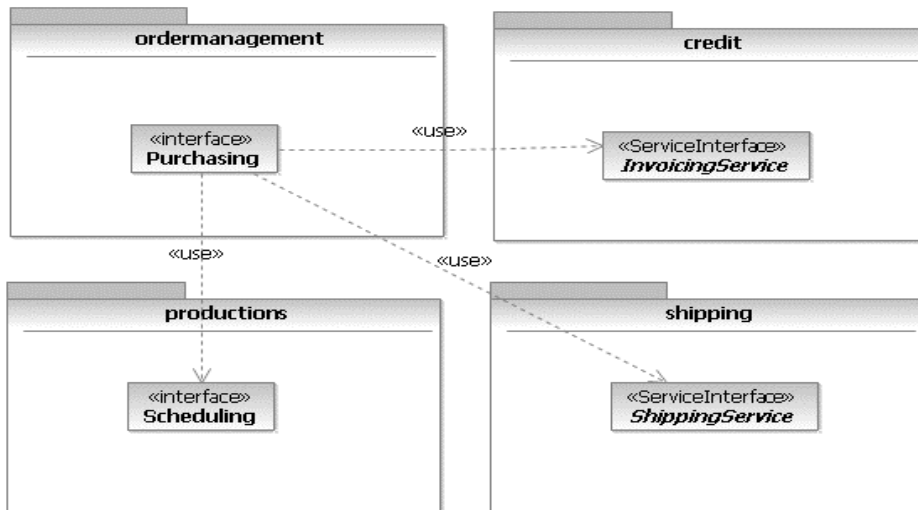 ordermanagement
credit
«interface»
Purchasing
«use»
«ServiceInterface»
InvoicingService
«use»
«use»
productions
shipping
«interface»
Scheduling
«ServiceInterface»
ShippingService